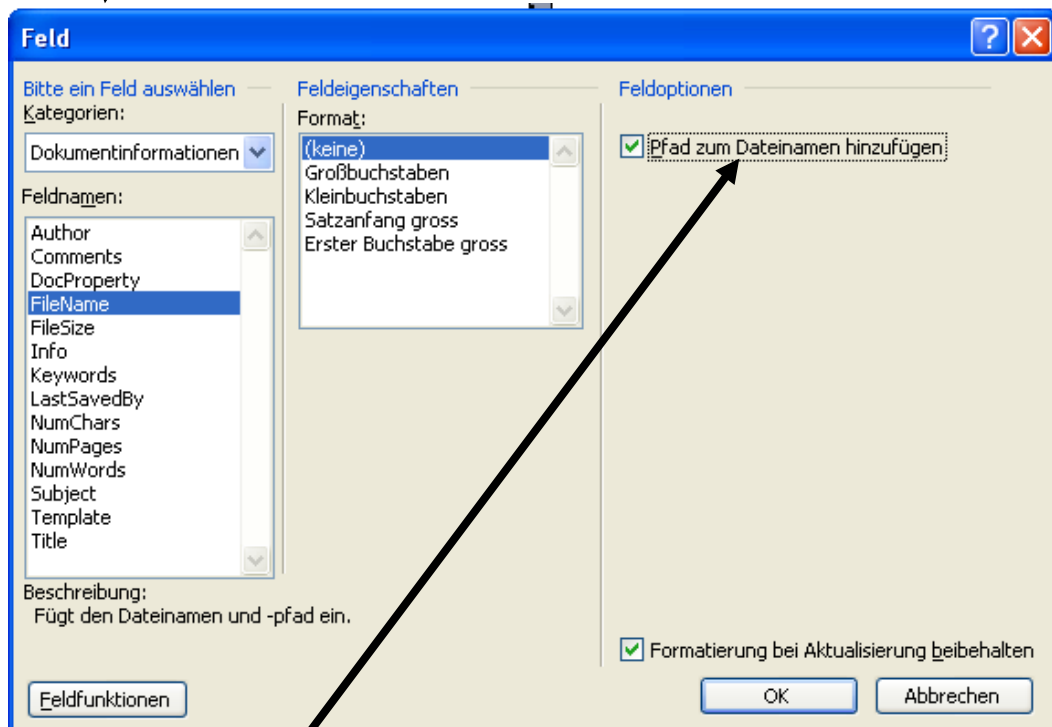 Feld
Bitte ein Feld auswählen
Kategorien:
Dokumentinformationen
Feldnamen:
Author
Comments
DocProperty
FileName
FileSize
Info
Keywords
LastSavedBy
NumChars
NumPages
NumWords
Subject
Template
Title
Feldeigenschaften
Format:
(keine)
Großbuchstaben
Kleinbuchstaben
Satzanfang gross
Erster Buchstabe gross
Feldoptionen
Pfad zum Dateinamen hinzufügen
Beschreibung:
Fügt den Dateinamen und -pfad ein.
Formatierung bei Aktualisierung beibehalten
Feldfunktionen
OK
Abbrechen